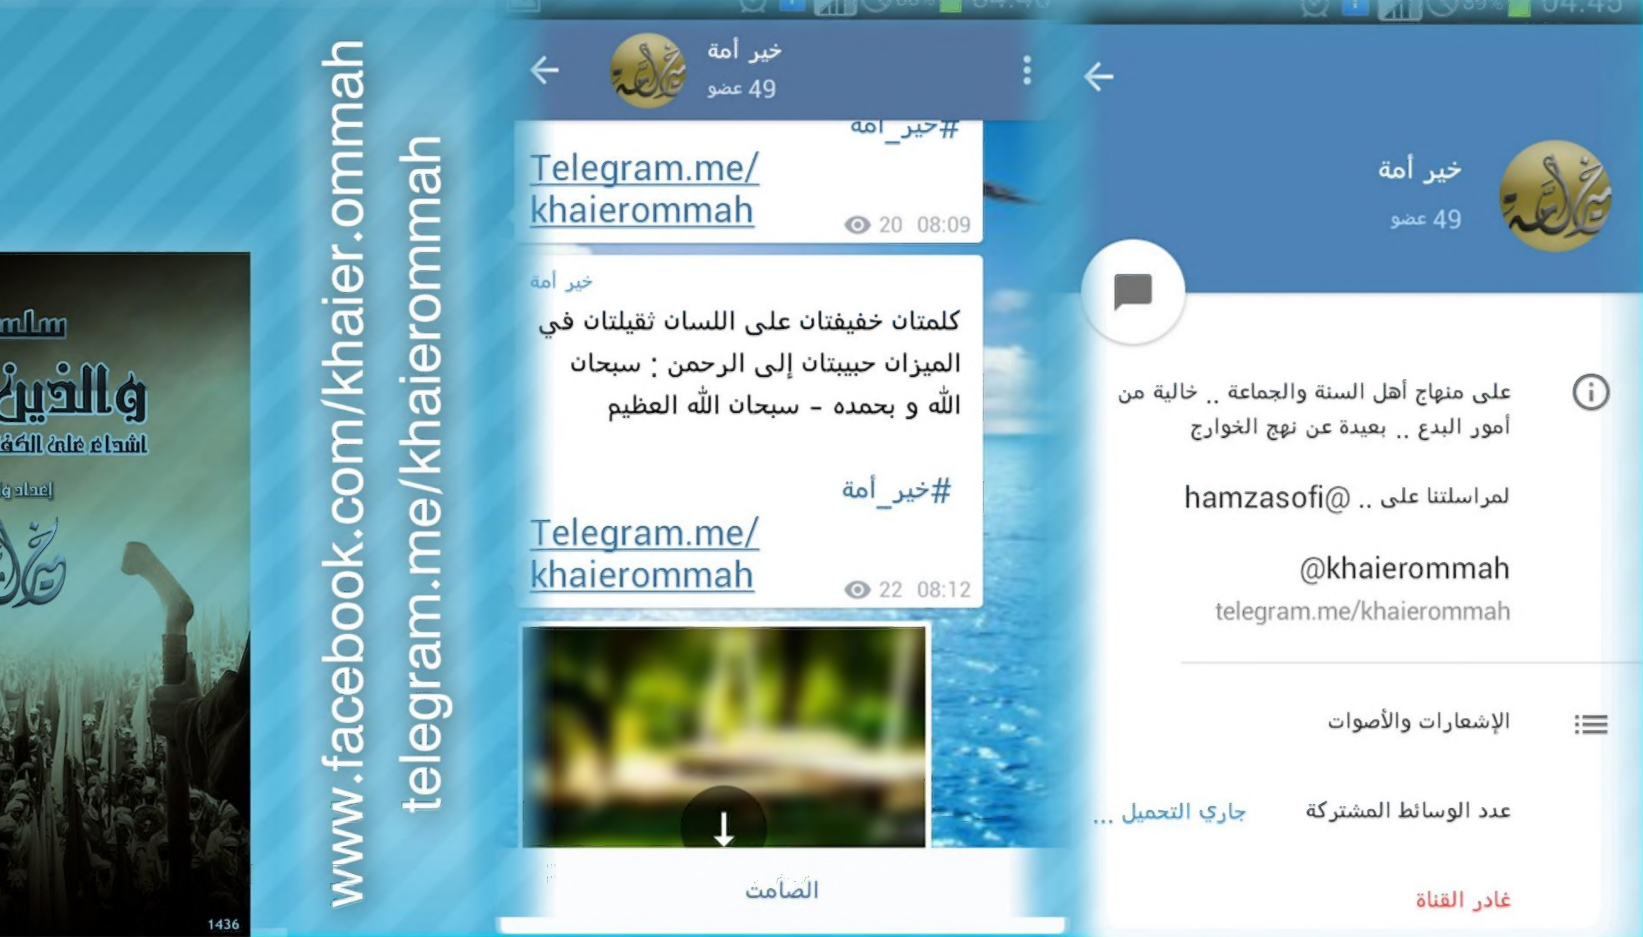 سلس
والذين
اشداء على الكف
إعداد و
1436
www.facebook.com/khaier.ommah
telegram.me/khaierommah
خير أمة
49 عضو
#خير_أمة
Telegram.me/
khaierommah
20 08:09
خير أمة
كلمتان خفيفتان على اللسان ثقيلتان في
الميزان حبيبتان إلى الرحمن : سبحان
الله و بحمده - سبحان الله العظيم
#خير_أمة
Telegram.me/
khaierommah
22 08:12
الصامت
04:45
89%
خير أمة
49 عضو
على منهاج أهل السنة والجماعة .. خالية من
أمور البدع .. بعيدة عن نهج الخوارج
لمراسلتنا على .. @hamzasofi
@khaierommah
telegram.me/khaierommah
الإشعارات والأصوات
عدد الوسائط المشتركة
جاري التحميل ...
غادر القناة